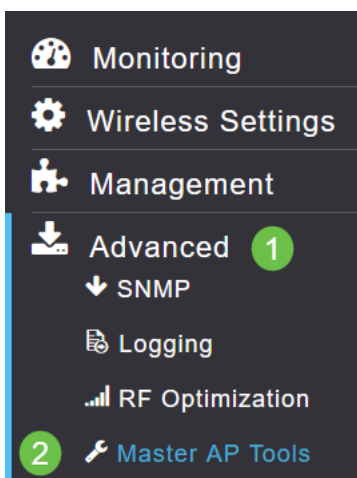 Monitoring
Wireless Settings
Management
Advanced 1
SNMP
Logging
RF Optimization
2 Master AP Tools